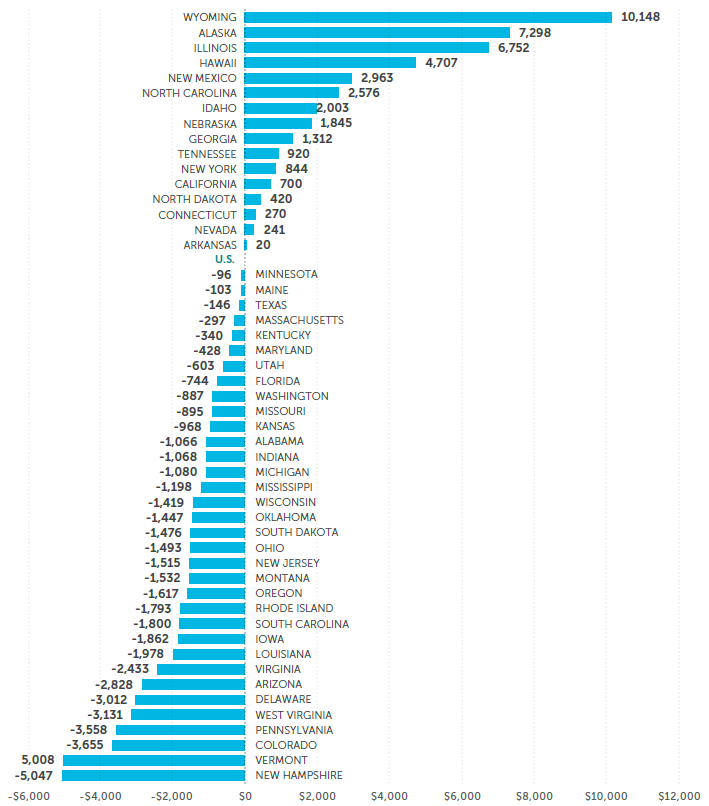 WYOMING 10,148
ALASKA 7,298
ILLINOIS 6,752
HAWAII 4,707
NEW MEXICO 2,963
NORTH CAROLINA 2,576
IDAHO 2,003
NEBRASKA 1,845
GEORGIA 1,312
TENNESSEE 920
NEW YORK 844
CALIFORNIA 700
NORTH DAKOTA 420
CONNECTICUT 270
NEVADA 241
ARKANSAS 20
U.S.
-96 MINNESOTA
-103 MAINE
-146 TEXAS
-297 MASSACHUSETTS
-340 KENTUCKY
-428 MARYLAND
-603 UTAH
-744 FLORIDA
-887 WASHINGTON
-895 MISSOURI
-968 KANSAS
-1,066 ALABAMA
-1,068 INDIANA
-1,080 MICHIGAN
-1,198 MISSISSIPPI
-1,419 WISCONSIN
-1,447 OKLAHOMA
-1,476 SOUTH DAKOTA
-1,493 OHIO
-1,515 NEW JERSEY
-1,532 MONTANA
-1,617 OREGON
-1,793 RHODE ISLAND
-1,800 SOUTH CAROLINA
-1,862 IOWA
-1,978 LOUISIANA
-2,433 VIRGINIA
-2,828 ARIZONA
-3,012 DELAWARE
-3,131 WEST VIRGINIA
-3,558 PENNSYLVANIA
-3,655 COLORADO
5,008 VERMONT
-5,047 NEW HAMPSHIRE
-$6,000 -$4,000 -$2,000 $0 $2,000 $4,000 $6,000 $8,000 $10,000 $12,000